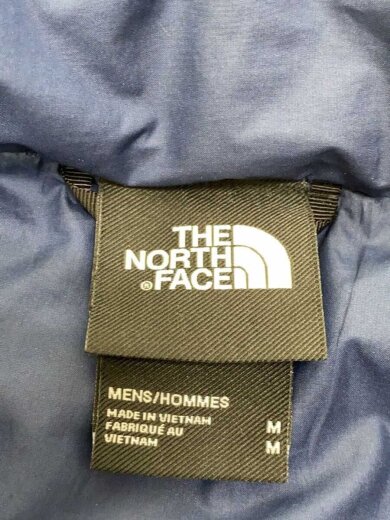 THE
NORTH
® FACE
MENS/HOMMES
MADE IN VIETNAM M
FABRIQUÉ AU
VIETNAM M